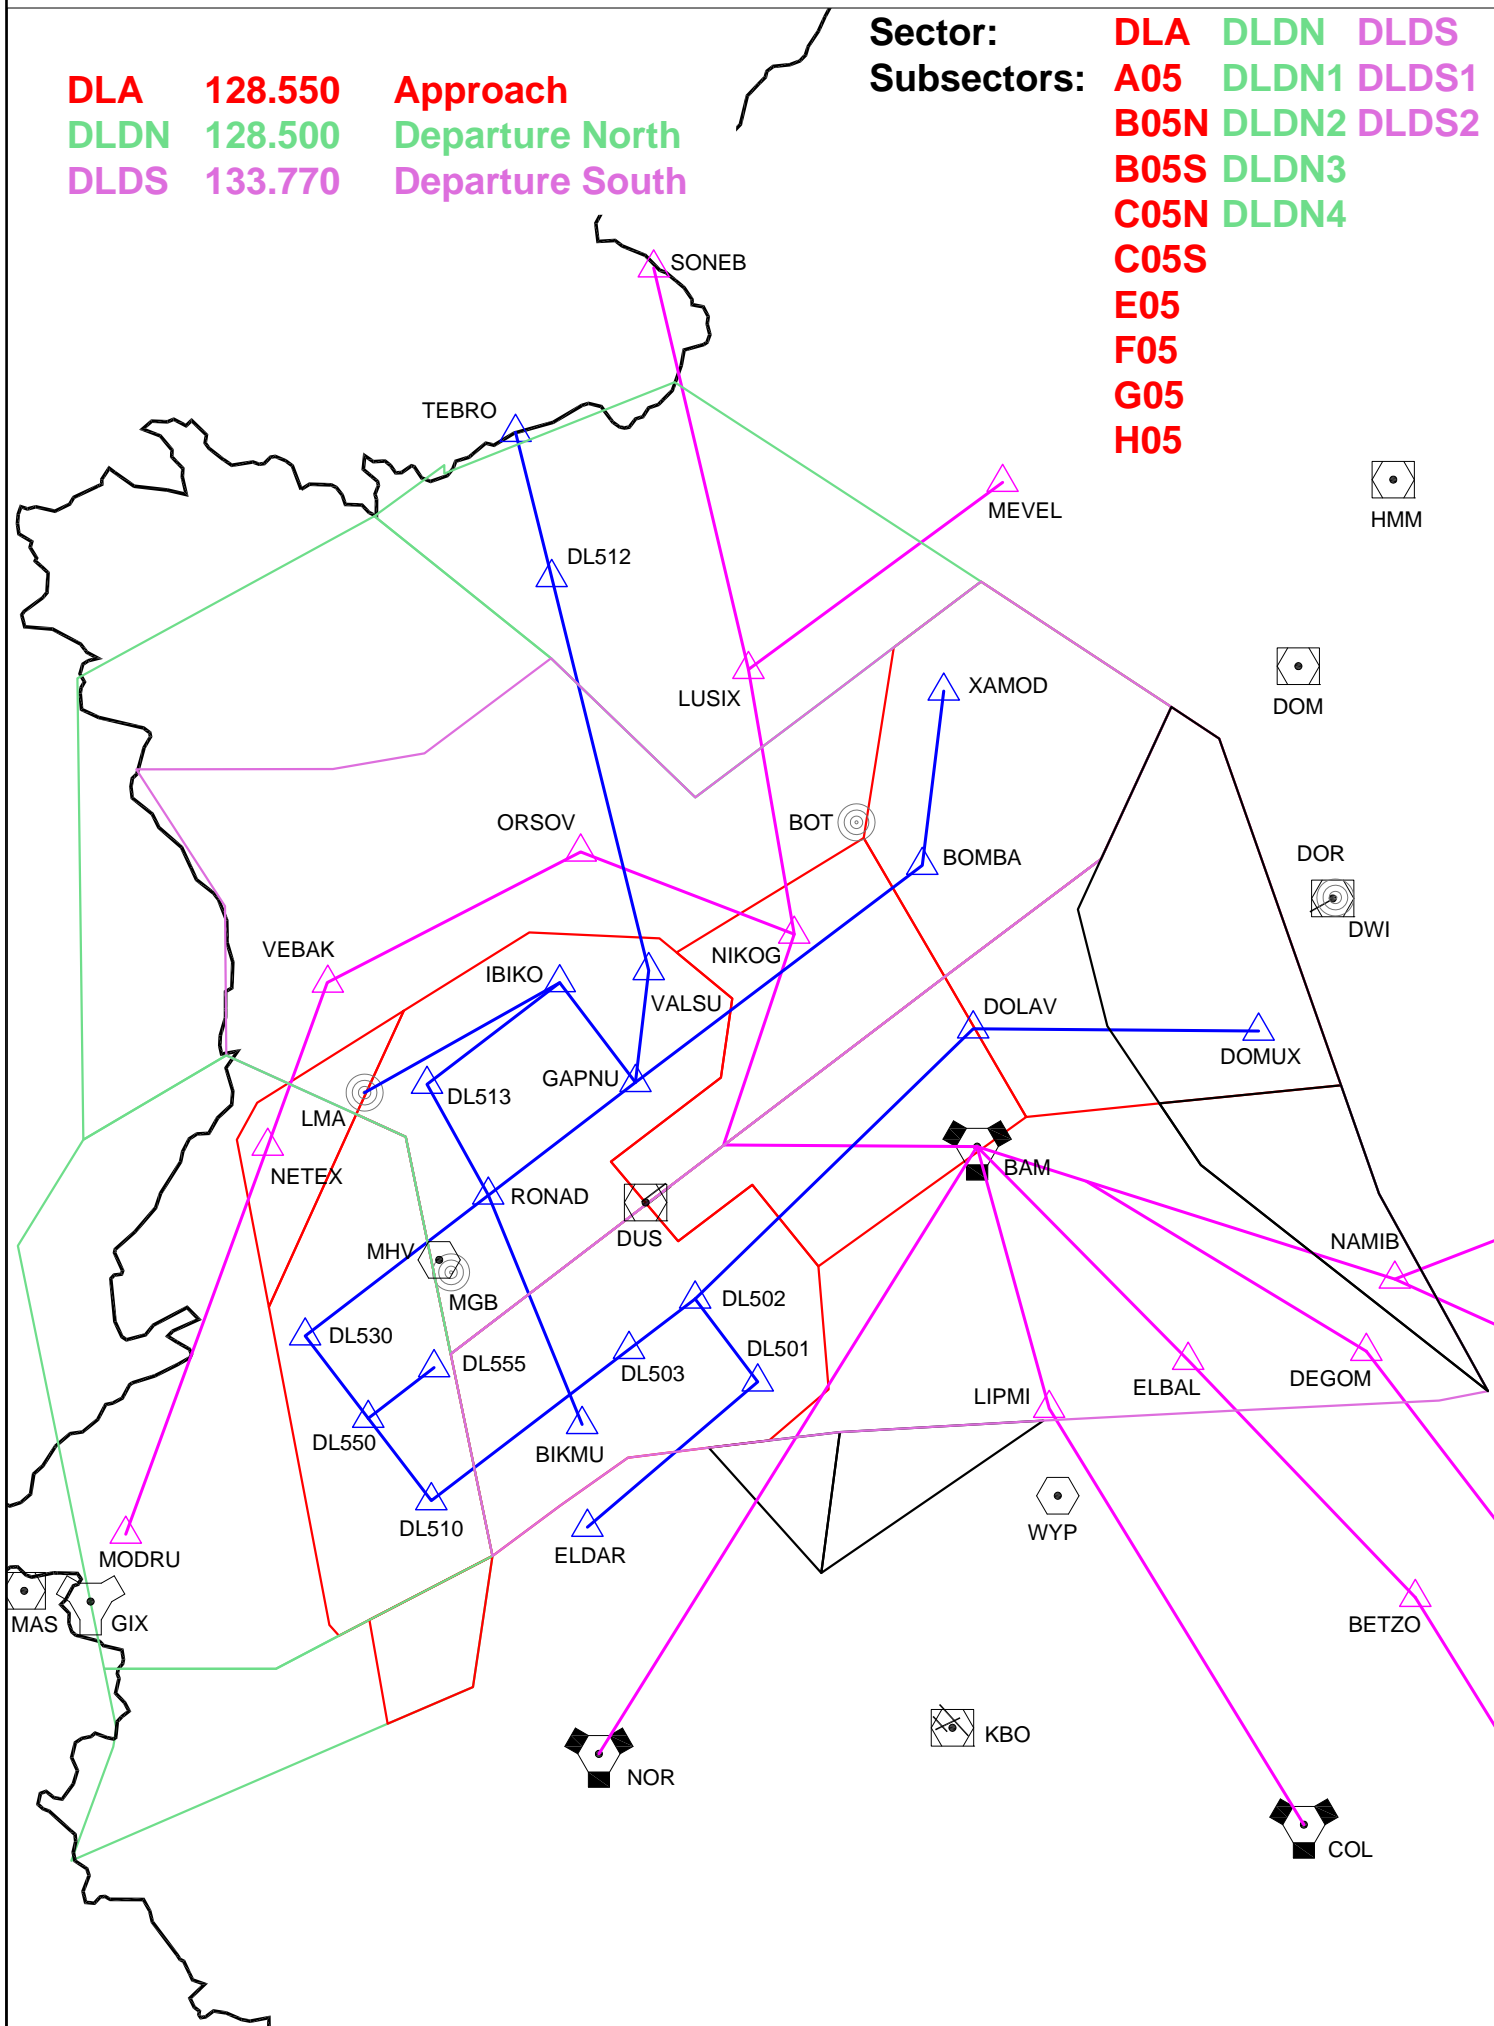 Sector: DLA DLDN DLDS
Subsectors: A05 DLDN1 DLDS1
B05N DLDN2 DLDS2
B05S DLDN3
C05N DLDN4
C05S
E05
F05
G05
H05
DLA 128.550 Approach
DLDN 128.500 Departure North
DLDS 133.770 Departure South
SONEB
TEBRO
MEVEL
HMM
DL512
LUSIX
XAMOD
DOM
ORSOV
BOT
BOMBA
DOR
DWI
VEBAK
IBIKO
NIKOG
VALSU
DOLAV
DOMUX
GAPNU
DL513
LMA
NETEX
RONAD
BAM
DUS
MHV
NAMIB
MGB
DL502
DL530
DL555
DL503
DL501
ELBAL
DEGOM
LIPMI
DL550
BIKMU
DL510
WYP
MODRU
ELDAR
MAS
GIX
BETZO
KBO
NOR
COL